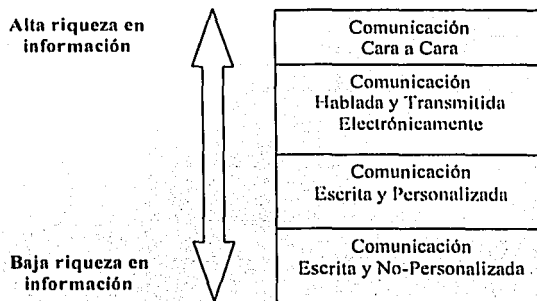 Alta riqueza en
información
Comunicación
Cara a Cara
Comunicación
Hablada y Transmitida
Electrónicamente
Comunicación
Escrita y Personalizada
Comunicación
Escrita y No-Personalizada
Baja riqueza en
información